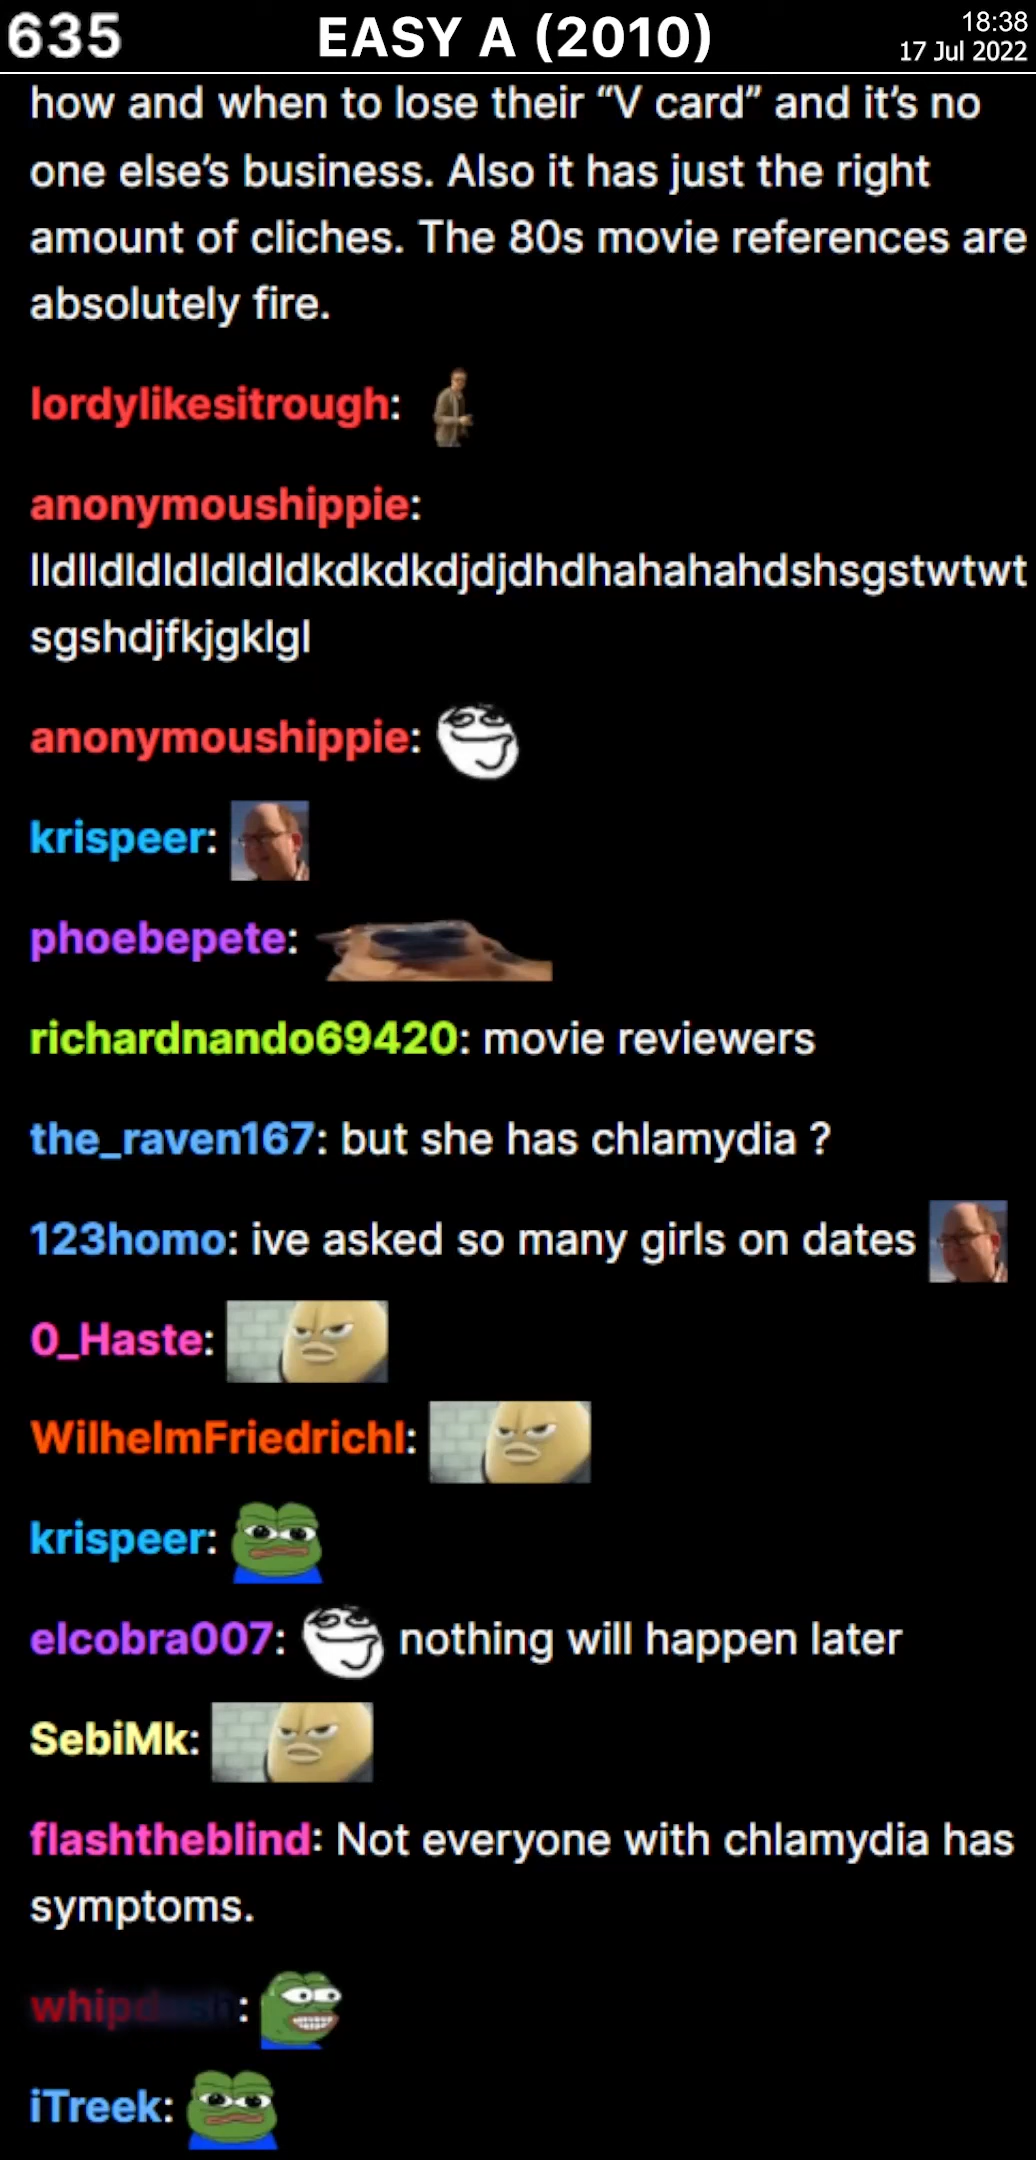 635 EASY A (2010) 18:38
17 Jul 2022
how and when to lose their “V card” and it’s no
one else’s business. Also it has just the right
amount of cliches. The 80s movie references are
absolutely fire.
lordylikesitrough:
anonymoushippie:
lldlldldldldldldkdkdkdjdjdhdhahahahdshsgstwtwt
sgshdjfkjgklgl
anonymoushippie:
krispeer:
phoebepete:
richardnando69420: movie reviewers
the_raven167: but she has chlamydia ?
123homo: ive asked so many girls on dates
0_Haste:
WilhelmFriedrichI:
krispeer:
elcobra007: nothing will happen later
SebiMk:
flashtheblind: Not everyone with chlamydia has
symptoms.
iTreek: